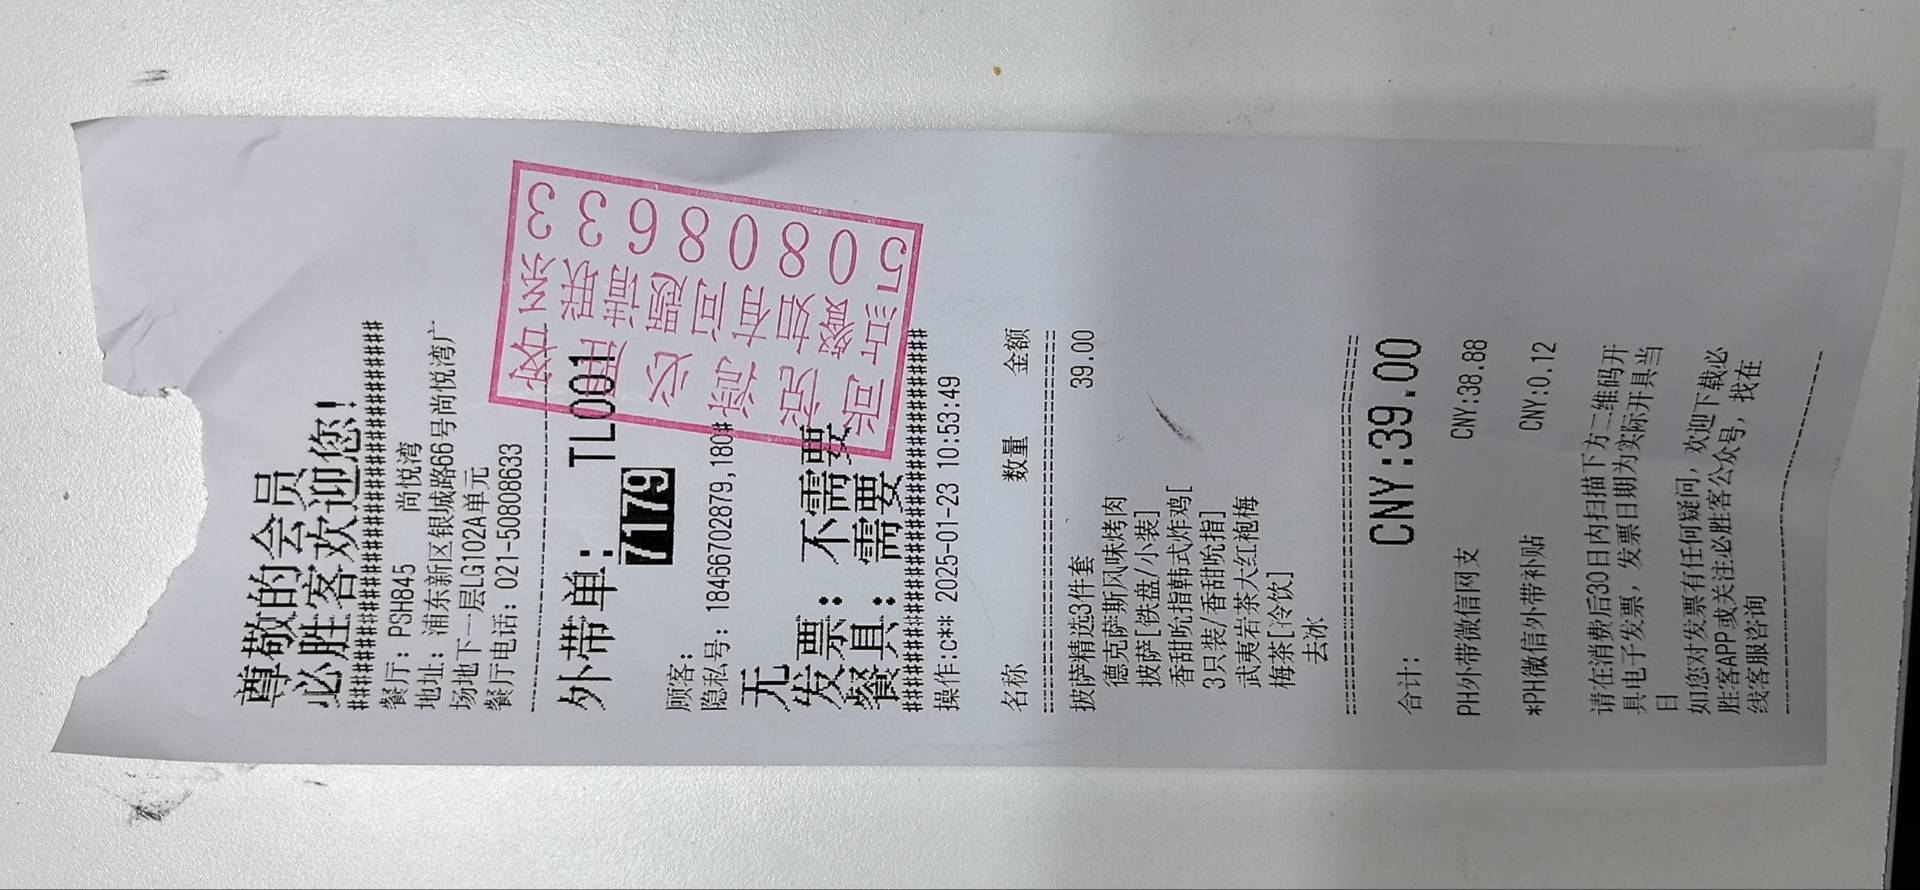 尊敬的会员
必胜客欢迎您!
########################################
餐厅: PSH845 尚悦湾
地址: 浦东新区银城路66号尚悦湾广
场地下一层LG102A单元
餐厅电话: 021-50808633
外带单: TL001
7179
顾客:
隐私号: 18466702879,180#
无
发票: 不需要
餐具: 需要
########################################
操作:c** 2025-01-23 10:53:49
名称 数量 金额
披萨精选3件套 39.00
德克萨斯风味烤肉
披萨[铁盘/小装]
香甜吮指韩式炸鸡[
3只装/香甜吮指]
武夷岩茶大红袍梅
梅茶[冷饮]
去冰
合计: CNY:39.00
PH外带微信网支 CNY:38.88
*PH微信外带补贴 CNY:0.12
请在消费后30日内扫描下方二维码开
具电子发票, 发票日期为实际开具当
日
如您对发票有任何疑问, 欢迎下载必
胜客APP或关注必胜客公众号, 找在
线客服咨询
如有问题请联系
50808633